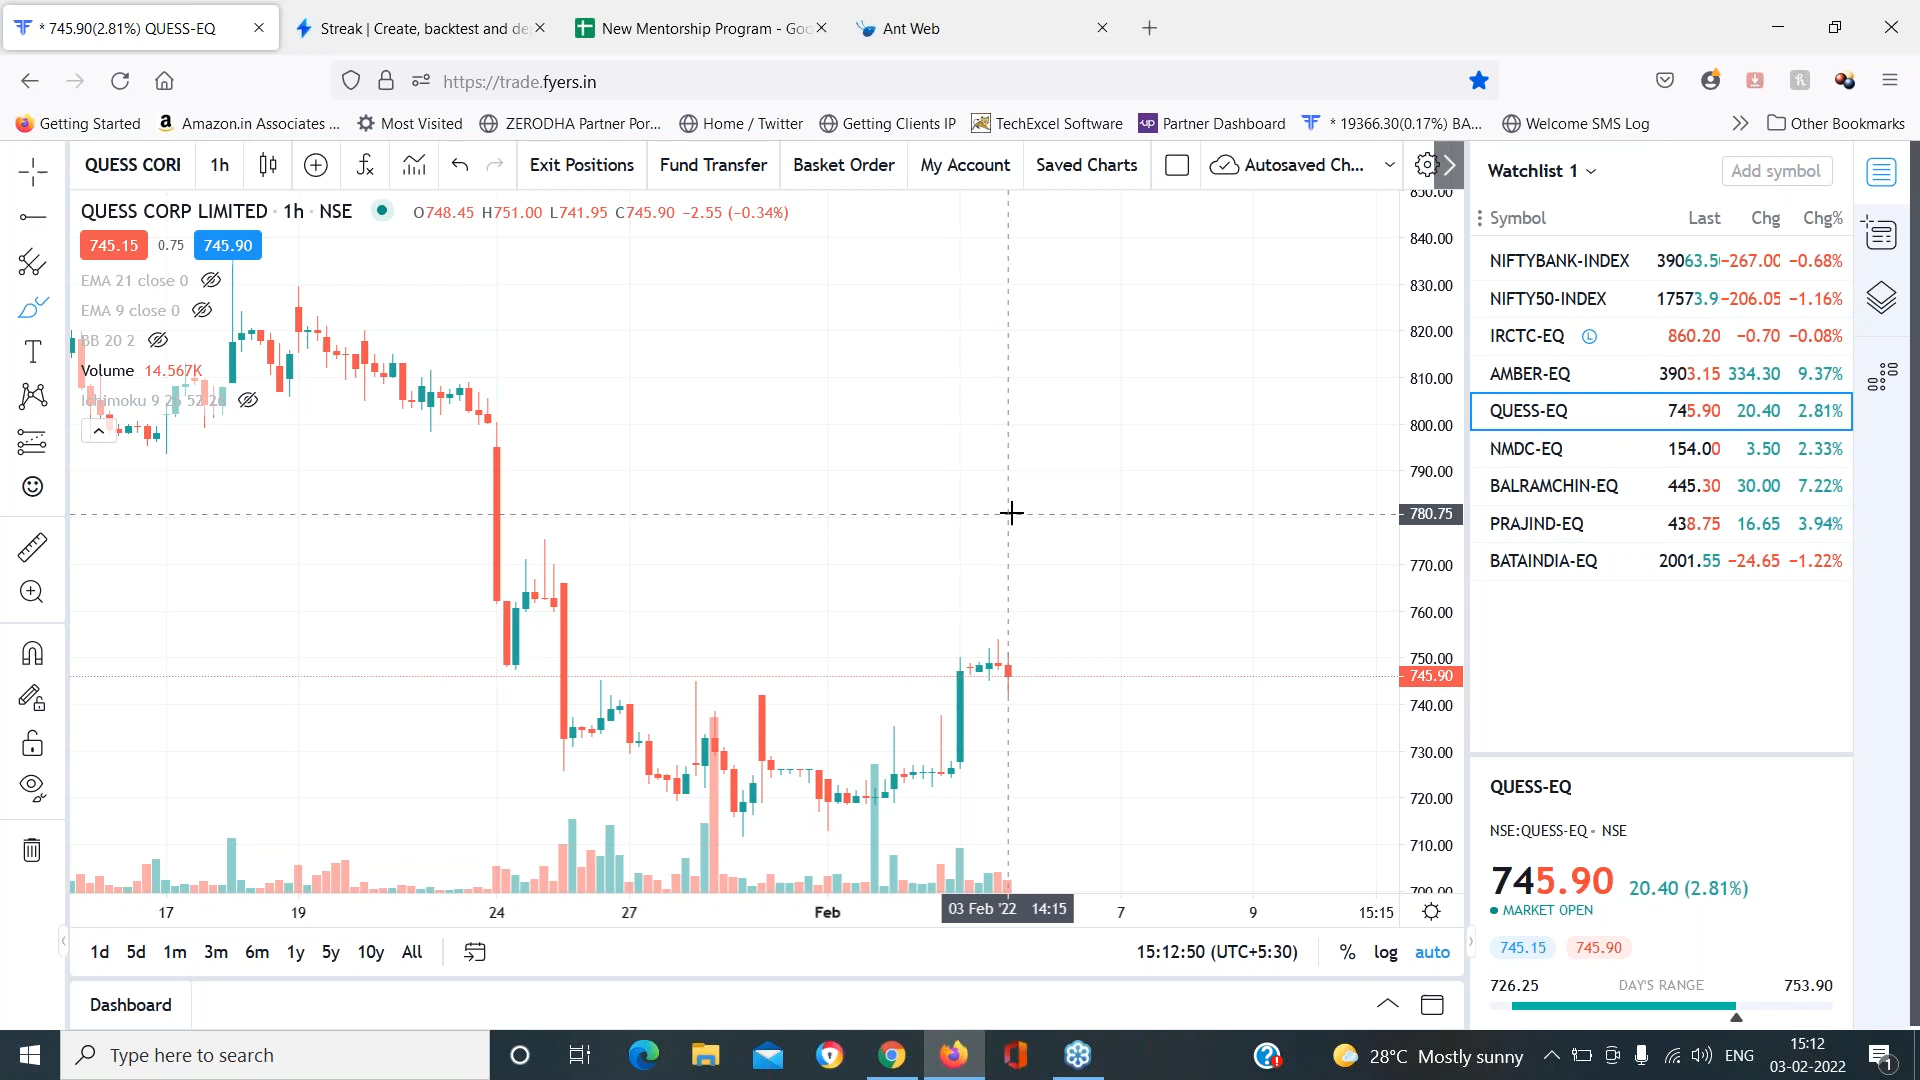 * 745.90(2.81%) QUESS-EQ
Streak | Create, backtest and de
New Mentorship Program - Goo
Ant Web
https://trade.fyers.in
Getting Started
Amazon.in Associates ...
Most Visited
ZERODHA Partner Por...
Home / Twitter
Getting Clients IP
TechExcel Software
up Partner Dashboard
* 19366.30(0.17%) BA...
Welcome SMS Log
Other Bookmarks
QUESS CORI
1h
Exit Positions
Fund Transfer
Basket Order
My Account
Saved Charts
Autosaved Ch...
QUESS CORP LIMITED · 1h · NSE
O748.45 H751.00 L741.95 C745.90 −2.55 (−0.34%)
745.15 0.75 745.90
EMA 21 close 0
EMA 9 close 0
BB 20 2
Volume 14.567K
Ichimoku 9 26 52 26
850.00
840.00
830.00
820.00
810.00
800.00
790.00
780.75
770.00
760.00
750.00
745.90
740.00
730.00
720.00
710.00
700.00
17 19 24 27 Feb 03 Feb '22 14:15 7 9 15:15
1d 5d 1m 3m 6m 1y 5y 10y All
15:12:50 (UTC+5:30) % log auto
Dashboard
Watchlist 1
Add symbol
Symbol Last Chg Chg%
NIFTYBANK-INDEX 39063.5 −267.00 −0.68%
NIFTY50-INDEX 17573.9 −206.05 −1.16%
IRCTC-EQ L 860.20 −0.70 −0.08%
AMBER-EQ 3903.15 334.30 9.37%
QUESS-EQ 745.90 20.40 2.81%
NMDC-EQ 154.00 3.50 2.33%
BALRAMCHIN-EQ 445.30 30.00 7.22%
PRAJIND-EQ 438.75 16.65 3.94%
BATAINDIA-EQ 2001.55 −24.65 −1.22%
QUESS-EQ
NSE:QUESS-EQ • NSE
745.90 20.40 (2.81%)
MARKET OPEN
745.15 745.90
726.25 DAY'S RANGE 753.90
Type here to search
28°C Mostly sunny
ENG
15:12
03-02-2022
1